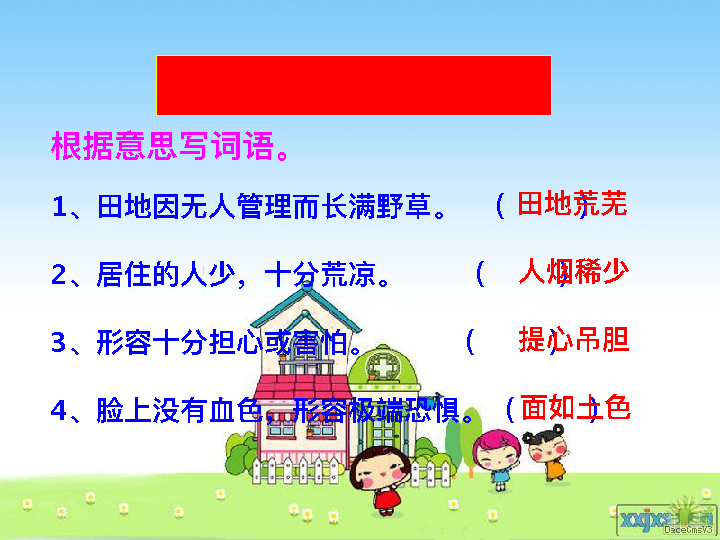 根据意思写词语。
1、田地因无人管理而长满野草。 （田地荒芜）
2、居住的人少，十分荒凉。 （人烟稀少）
3、形容十分担心或害怕。 （提心吊胆）
4、脸上没有血色，形容极端恐惧。（面如土色）
DedeCmsV3